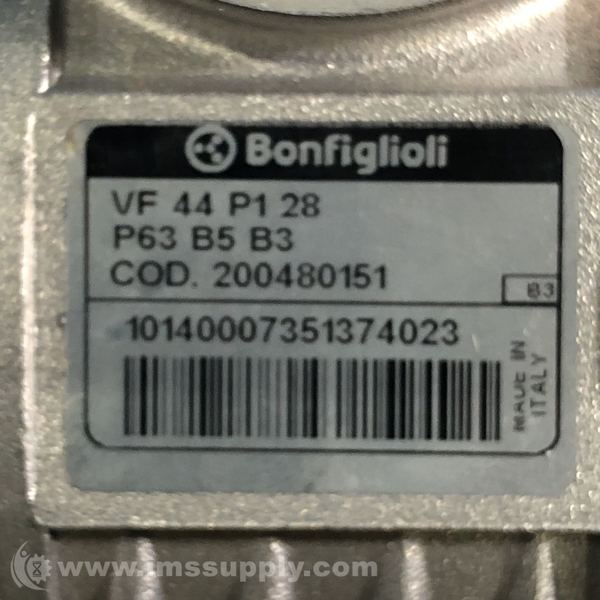 Bonfiglioli
VF 44 P1 28
P63 B5 B3
COD. 200480151
B3
10140007351374023
MADE IN
ITALY
www.imssupply.com